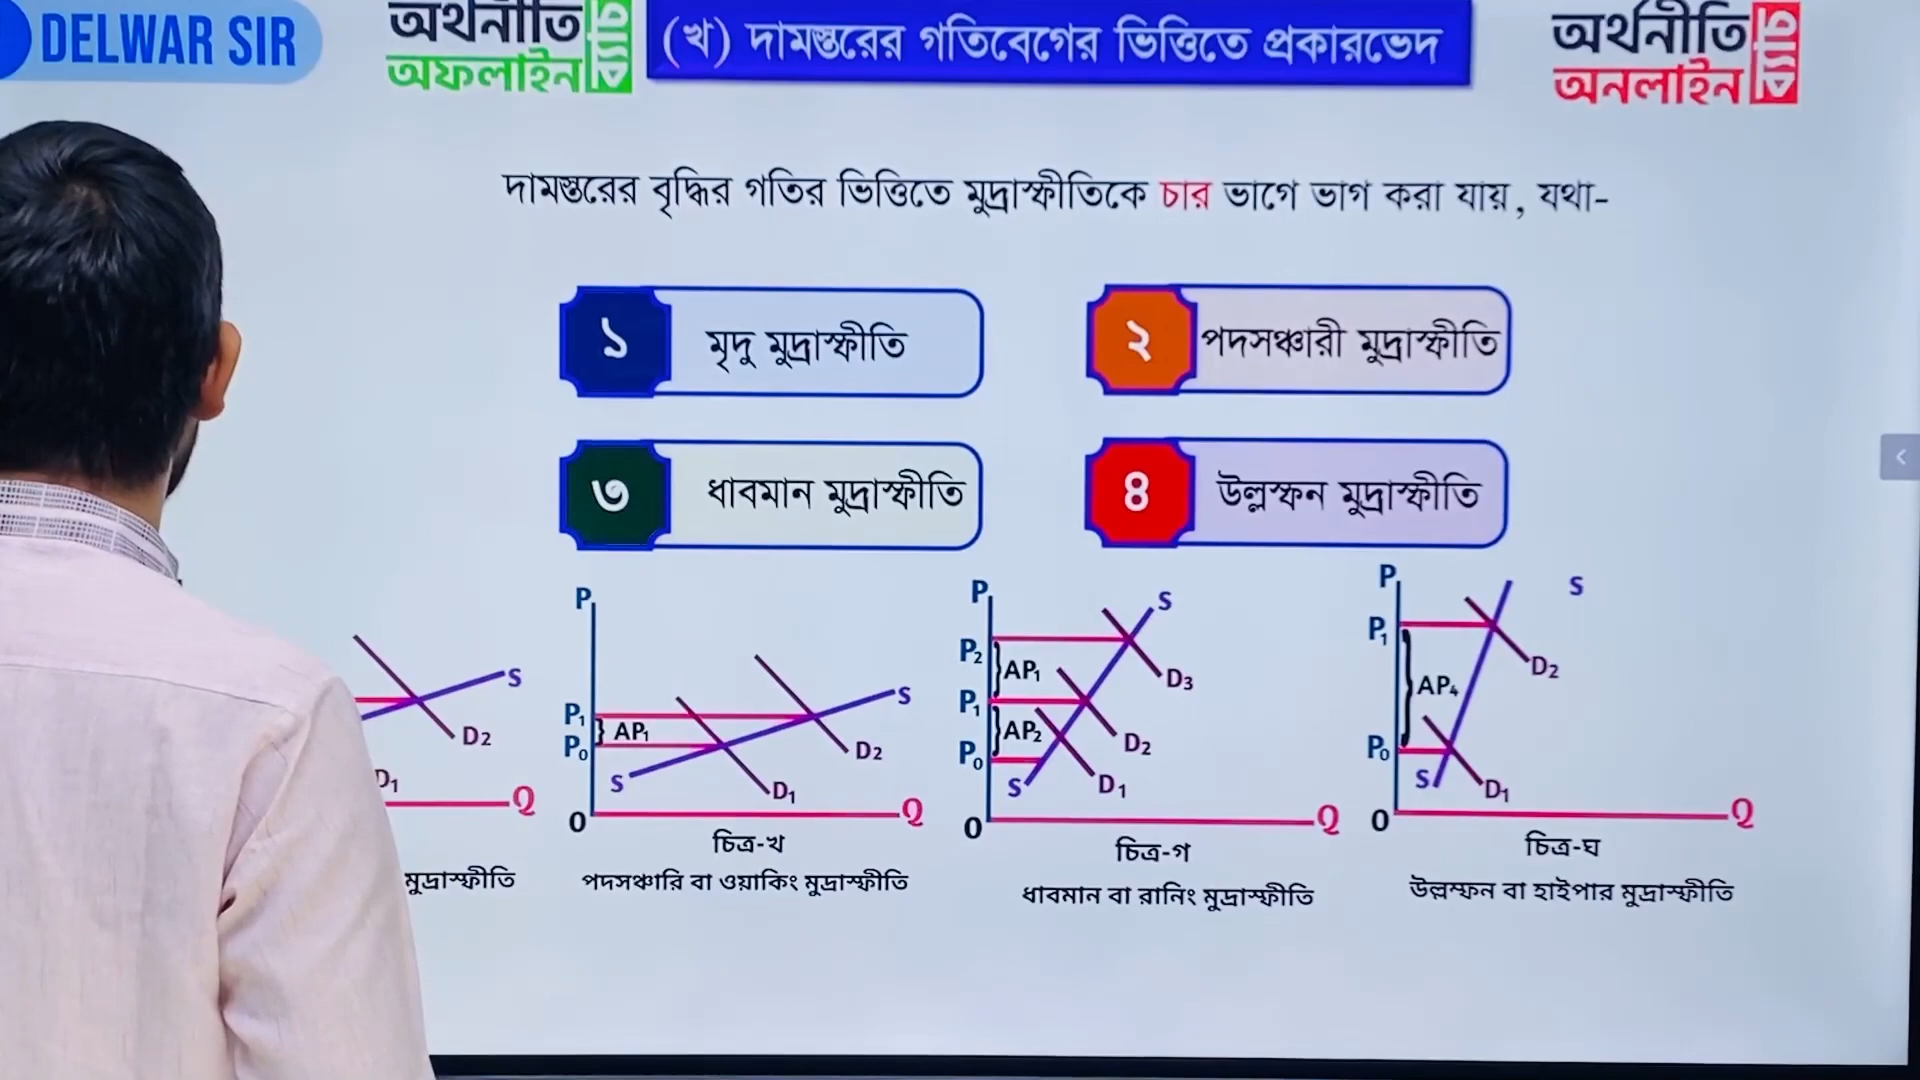 DELWAR SIR
অর্থনীতি
অফলাইন
ব্যাচ
(খ) দামস্তরের গতিবেগের ভিত্তিতে প্রকারভেদ
অর্থনীতি
অনলাইন
ব্যাচ
দামস্তরের বৃদ্ধির গতির ভিত্তিতে মুদ্রাস্ফীতিকে চার ভাগে ভাগ করা যায়, যথা-
১ মৃদু মুদ্রাস্ফীতি
২ পদসঞ্চারী মুদ্রাস্ফীতি
৩ ধাবমান মুদ্রাস্ফীতি
৪ উল্লম্ফন মুদ্রাস্ফীতি
S
D2
D1
Q
মুদ্রাস্ফীতি
P
P1
AP1
P0
S
S
D2
D1
0
Q
চিত্র-খ
পদসঞ্চারি বা ওয়াকিং মুদ্রাস্ফীতি
P
S
P2
AP1
D3
P1
AP2
D2
P0
S
D1
0
Q
চিত্র-গ
ধাবমান বা রানিং মুদ্রাস্ফীতি
P
S
P1
D2
AP4
P0
S
D1
0
Q
চিত্র-ঘ
উল্লম্ফন বা হাইপার মুদ্রাস্ফীতি